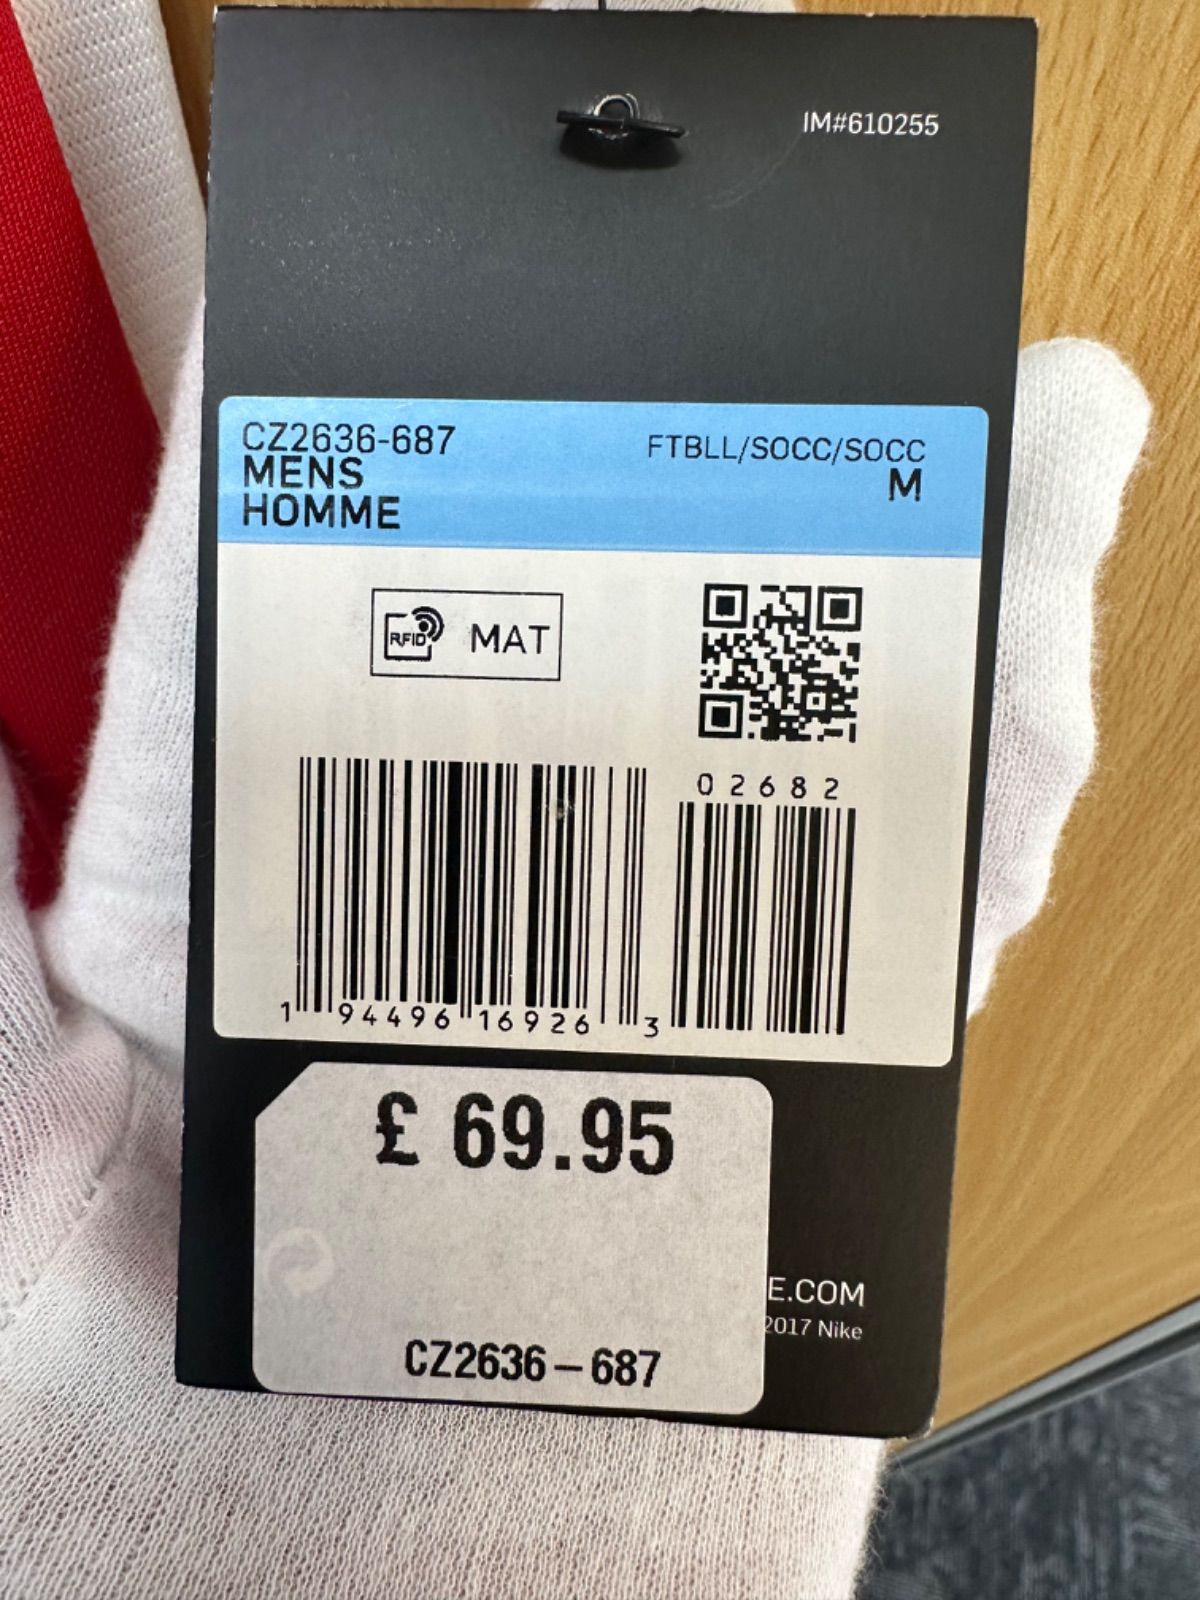 IM#610255
CZ2636-687
FTBLL/SOCC/SOCC
MENS
M
HOMME
RFID MAT
02682
1 94496 16926 3
£ 69.95
E.COM
2017 Nike
CZ2636-687